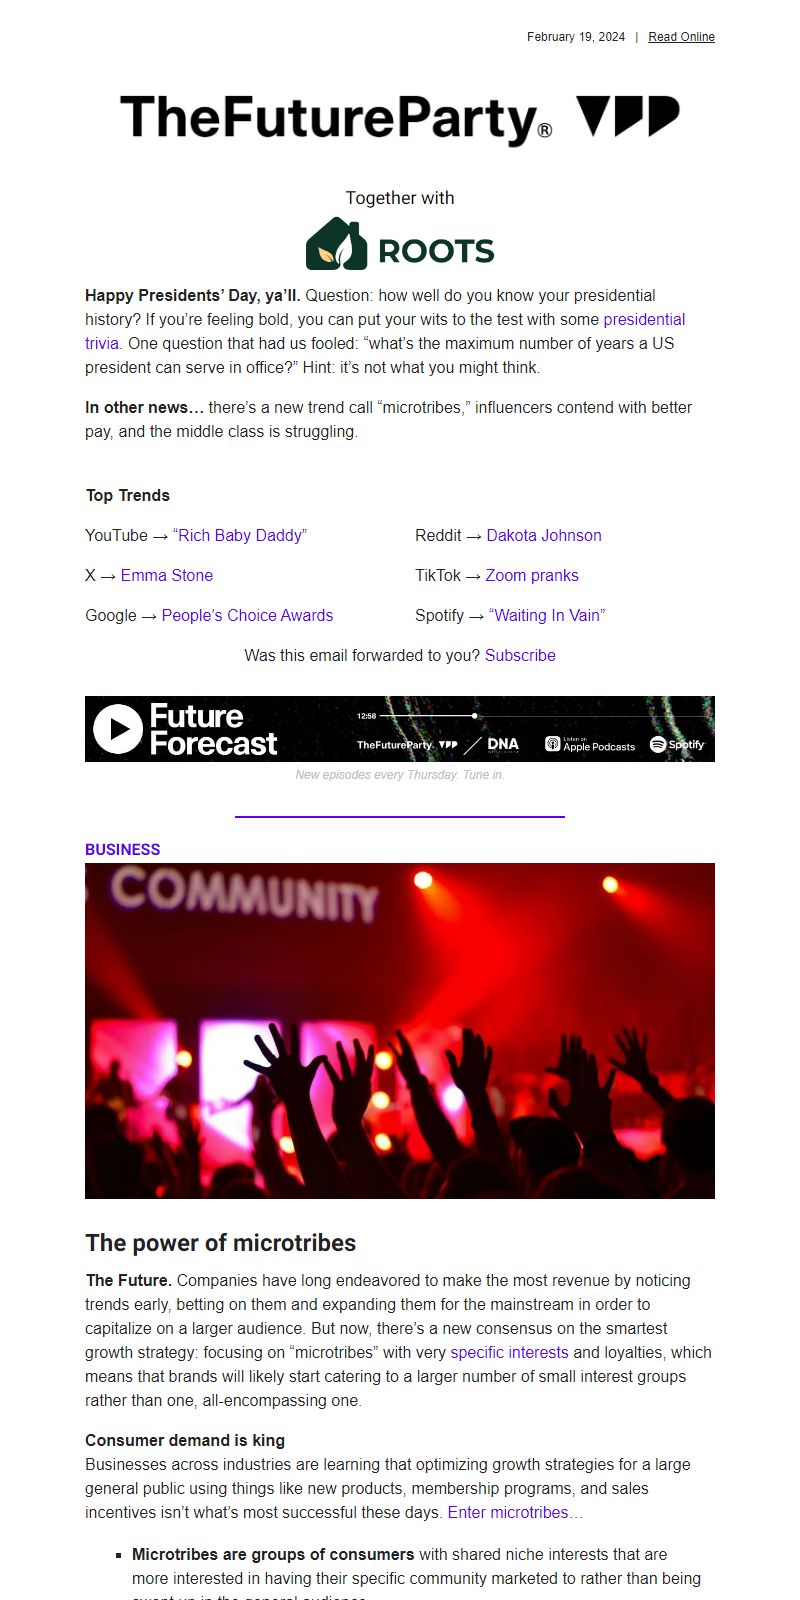 February 19, 2024 | Read Online
TheFutureParty®
Together with
ROOTS
Happy Presidents’ Day, ya’ll. Question: how well do you know your presidential
history? If you’re feeling bold, you can put your wits to the test with some presidential
trivia. One question that had us fooled: “what’s the maximum number of years a US
president can serve in office?” Hint: it’s not what you might think.
In other news… there’s a new trend call “microtribes,” influencers contend with better
pay, and the middle class is struggling.
Top Trends
YouTube → “Rich Baby Daddy”
Reddit → Dakota Johnson
X → Emma Stone
TikTok → Zoom pranks
Google → People’s Choice Awards
Spotify → “Waiting In Vain”
Was this email forwarded to you? Subscribe
Future
Forecast
12:58
TheFutureParty. DNA
Listen on
Apple Podcasts
Spotify
New episodes every Thursday. Tune in.
BUSINESS
COMMUNITY
The power of microtribes
The Future. Companies have long endeavored to make the most revenue by noticing
trends early, betting on them and expanding them for the mainstream in order to
capitalize on a larger audience. But now, there’s a new consensus on the smartest
growth strategy: focusing on “microtribes” with very specific interests and loyalties, which
means that brands will likely start catering to a larger number of small interest groups
rather than one, all-encompassing one.
Consumer demand is king
Businesses across industries are learning that optimizing growth strategies for a large
general public using things like new products, membership programs, and sales
incentives isn’t what’s most successful these days. Enter microtribes…
▪ Microtribes are groups of consumers with shared niche interests that are
more interested in having their specific community marketed to rather than being